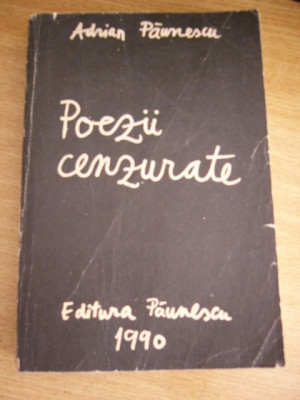 Adrian Păunescu
Poezii
cenzurate
Editura Păunescu
1990